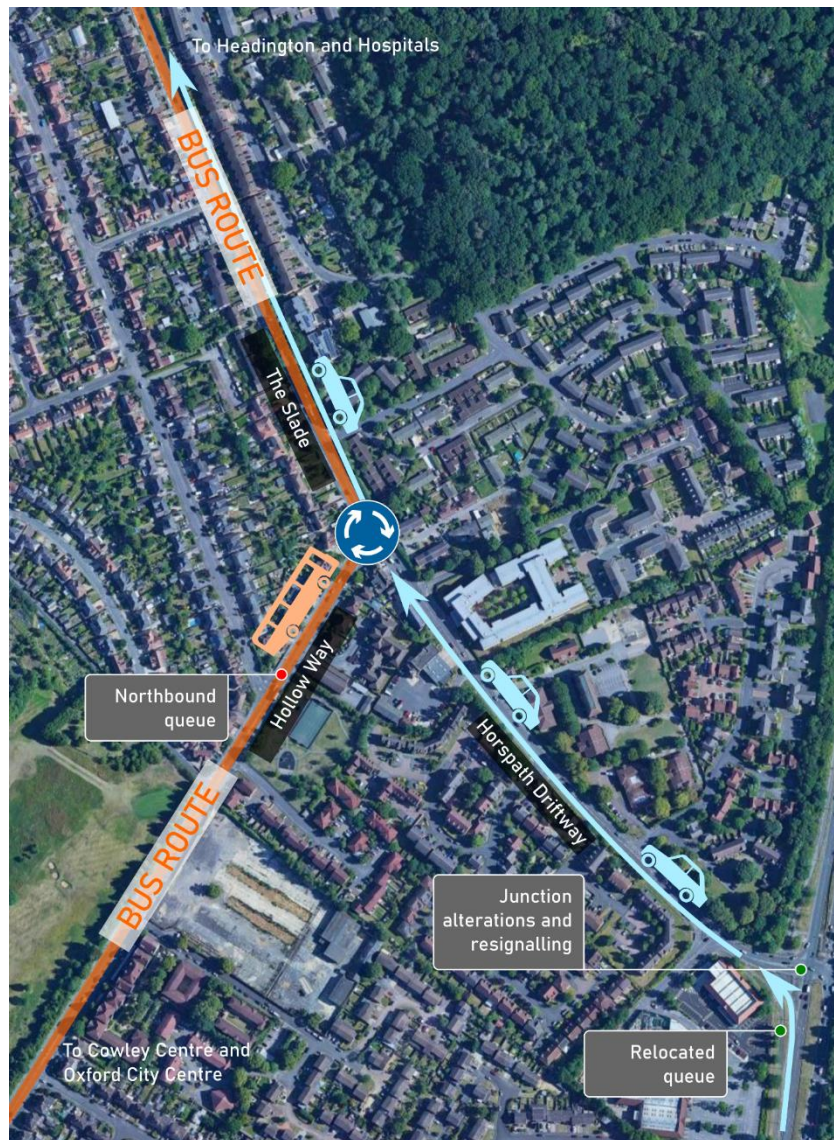 To Headington and Hospitals
BUS ROUTE
The Slade
Northbound
queue
Hollow Way
Horspath Driftway
BUS ROUTE
Junction
alterations and
resignalling
To Cowley Centre and
Oxford City Centre
Relocated
queue